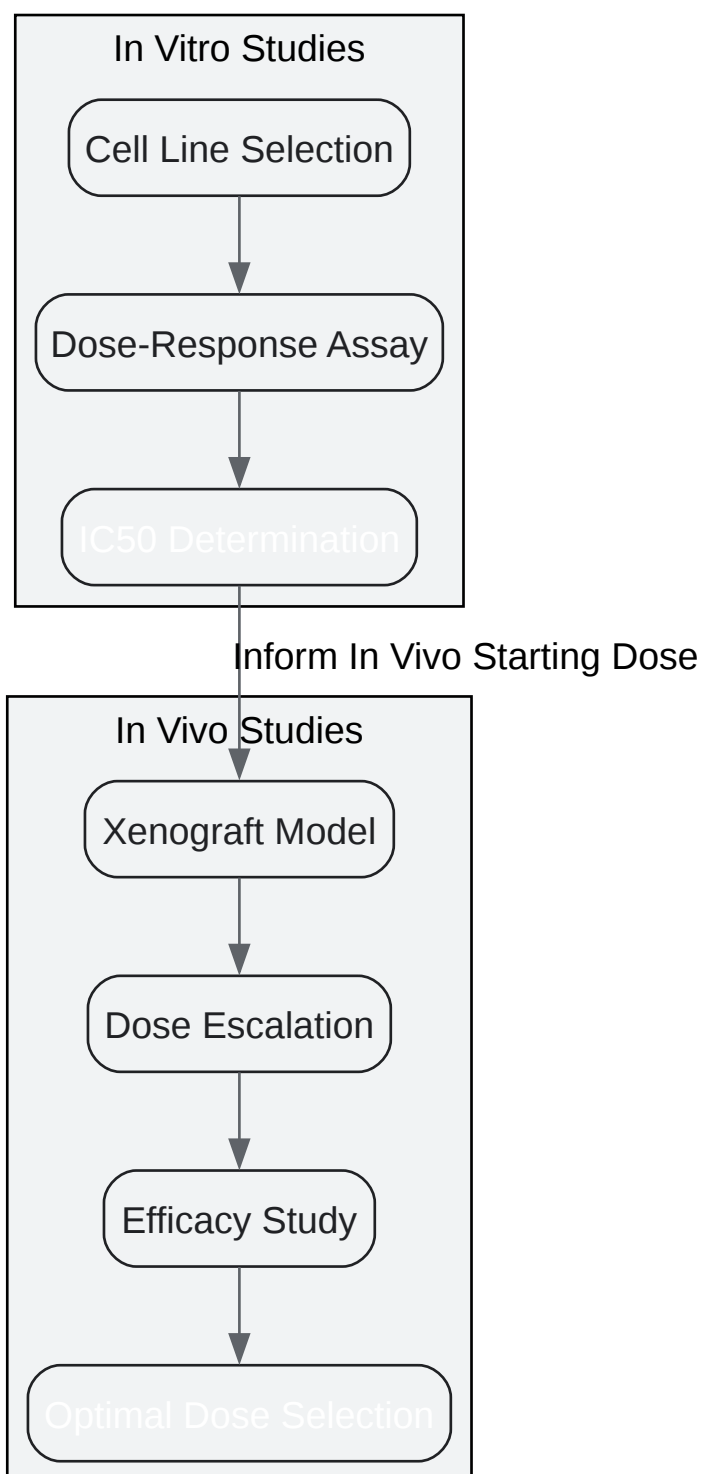 In Vitro Studies
Cell Line Selection
Dose-Response Assay
IC50 Determination
Inform In Vivo Starting Dose
In Vivo Studies
Xenograft Model
Dose Escalation
Efficacy Study
Optimal Dose Selection